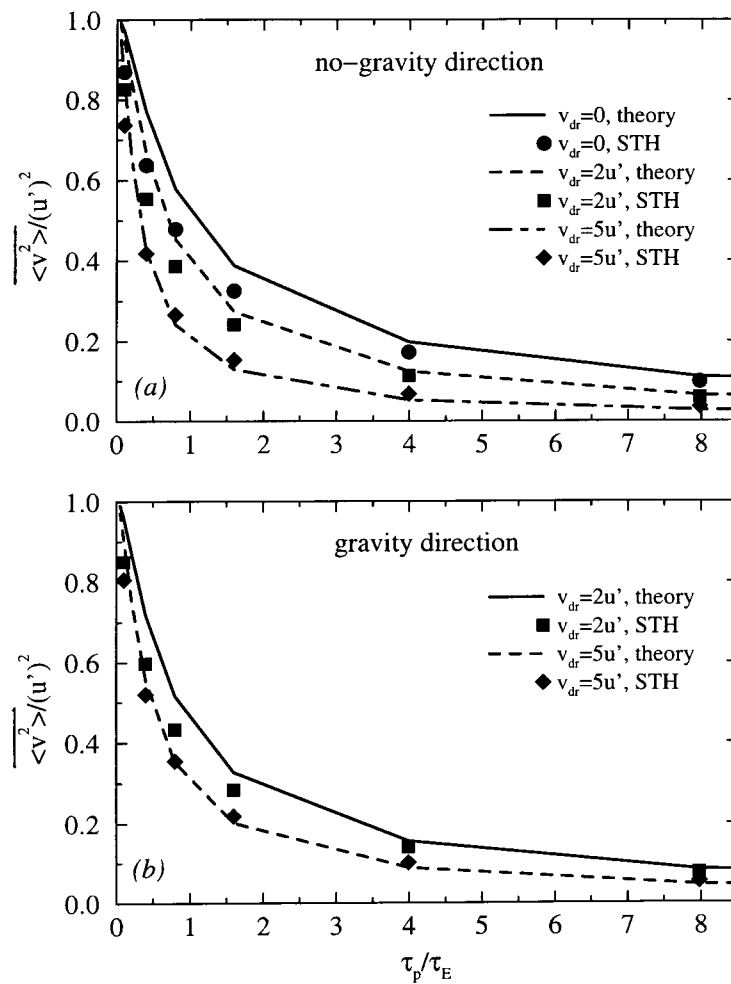 1.0
no−gravity direction
0.8
v_dr=0, theory
v_dr=0, STH
0.6
v_dr=2u', theory
v_dr=2u', STH
0.4
v_dr=5u', theory
v_dr=5u', STH
<v²>/(u')²
0.2
(a)
0.0
0 1 2 3 4 5 6 7 8
1.0
gravity direction
0.8
v_dr=2u', theory
v_dr=2u', STH
0.6
v_dr=5u', theory
v_dr=5u', STH
0.4
<v²>/(u')²
0.2
(b)
0.0
0 1 2 3 4 5 6 7 8
τ_p/τ_E